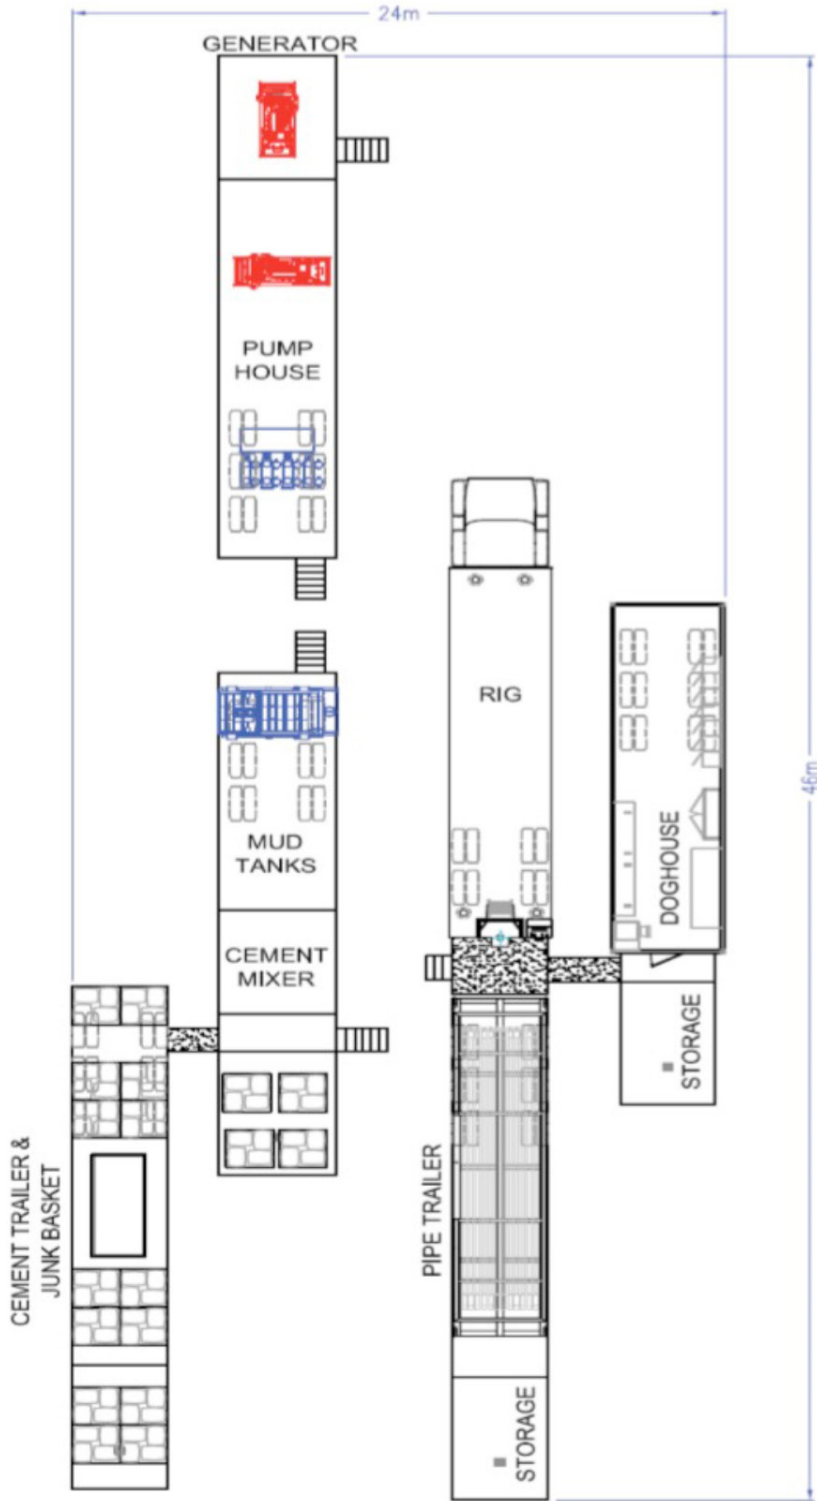 24m
GENERATOR
PUMP
HOUSE
RIG
46m
MUD
TANKS
DOGHOUSE
CEMENT
MIXER
STORAGE
CEMENT TRAILER &
JUNK BASKET
PIPE TRAILER
STORAGE